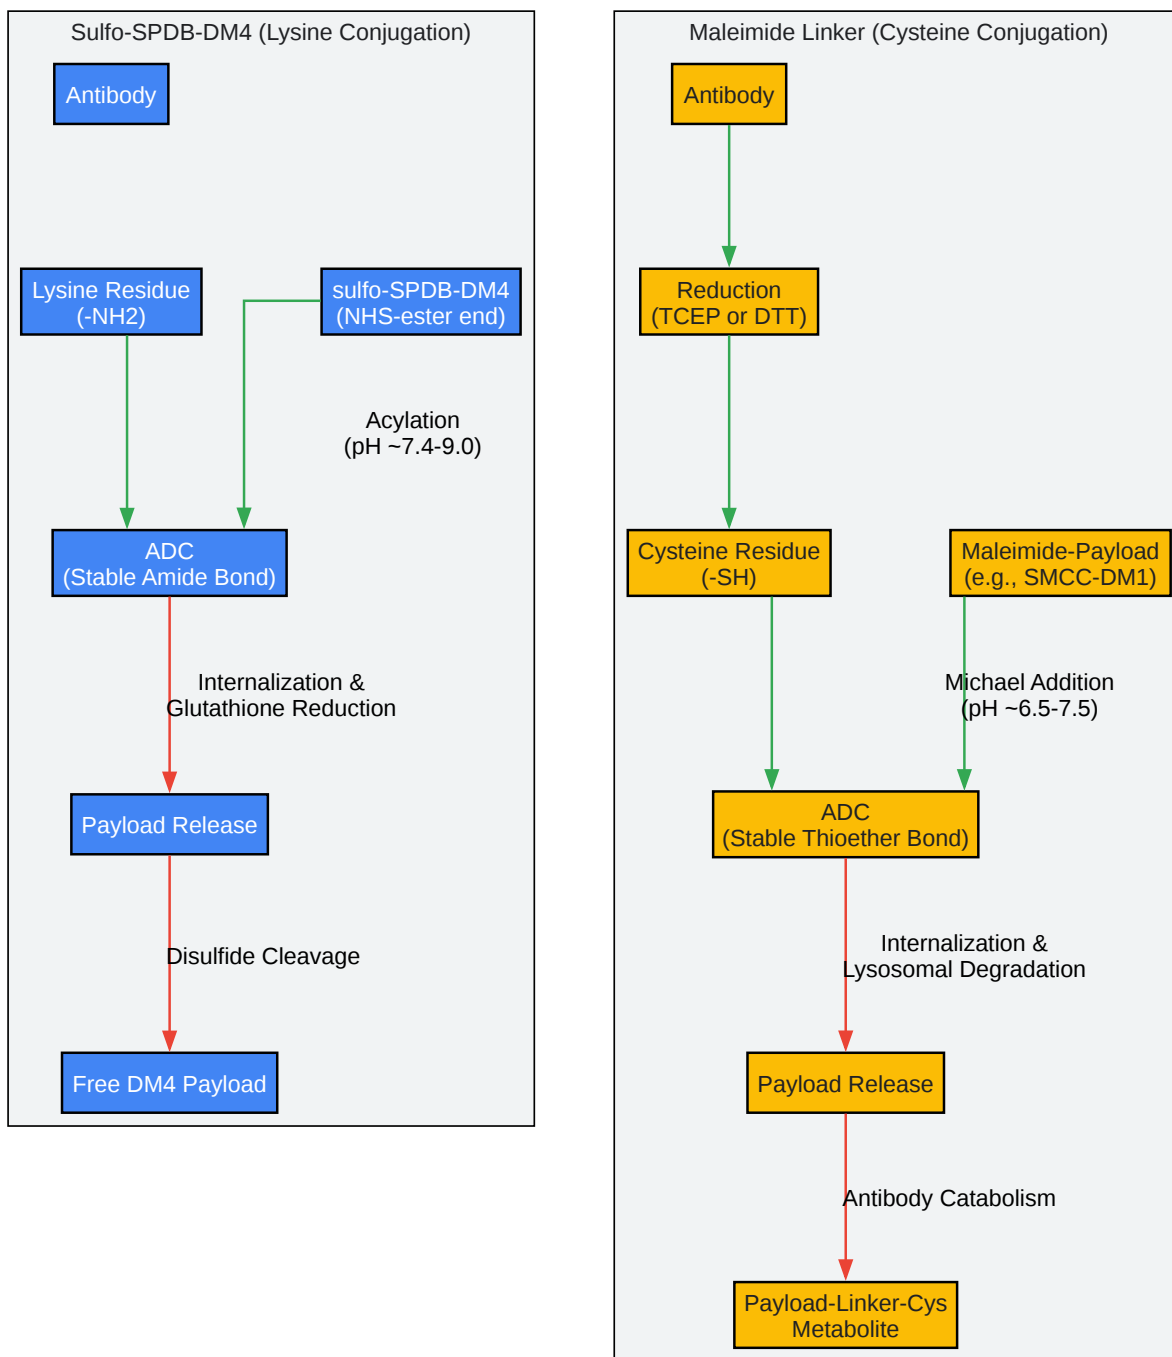 Sulfo-SPDB-DM4 (Lysine Conjugation)
Antibody
Lysine Residue
(-NH2)
sulfo-SPDB-DM4
(NHS-ester end)
Acylation
(pH ~7.4-9.0)
ADC
(Stable Amide Bond)
Internalization &
Glutathione Reduction
Payload Release
Disulfide Cleavage
Free DM4 Payload
Maleimide Linker (Cysteine Conjugation)
Antibody
Reduction
(TCEP or DTT)
Cysteine Residue
(-SH)
Maleimide-Payload
(e.g., SMCC-DM1)
Michael Addition
(pH ~6.5-7.5)
ADC
(Stable Thioether Bond)
Internalization &
Lysosomal Degradation
Payload Release
Antibody Catabolism
Payload-Linker-Cys
Metabolite